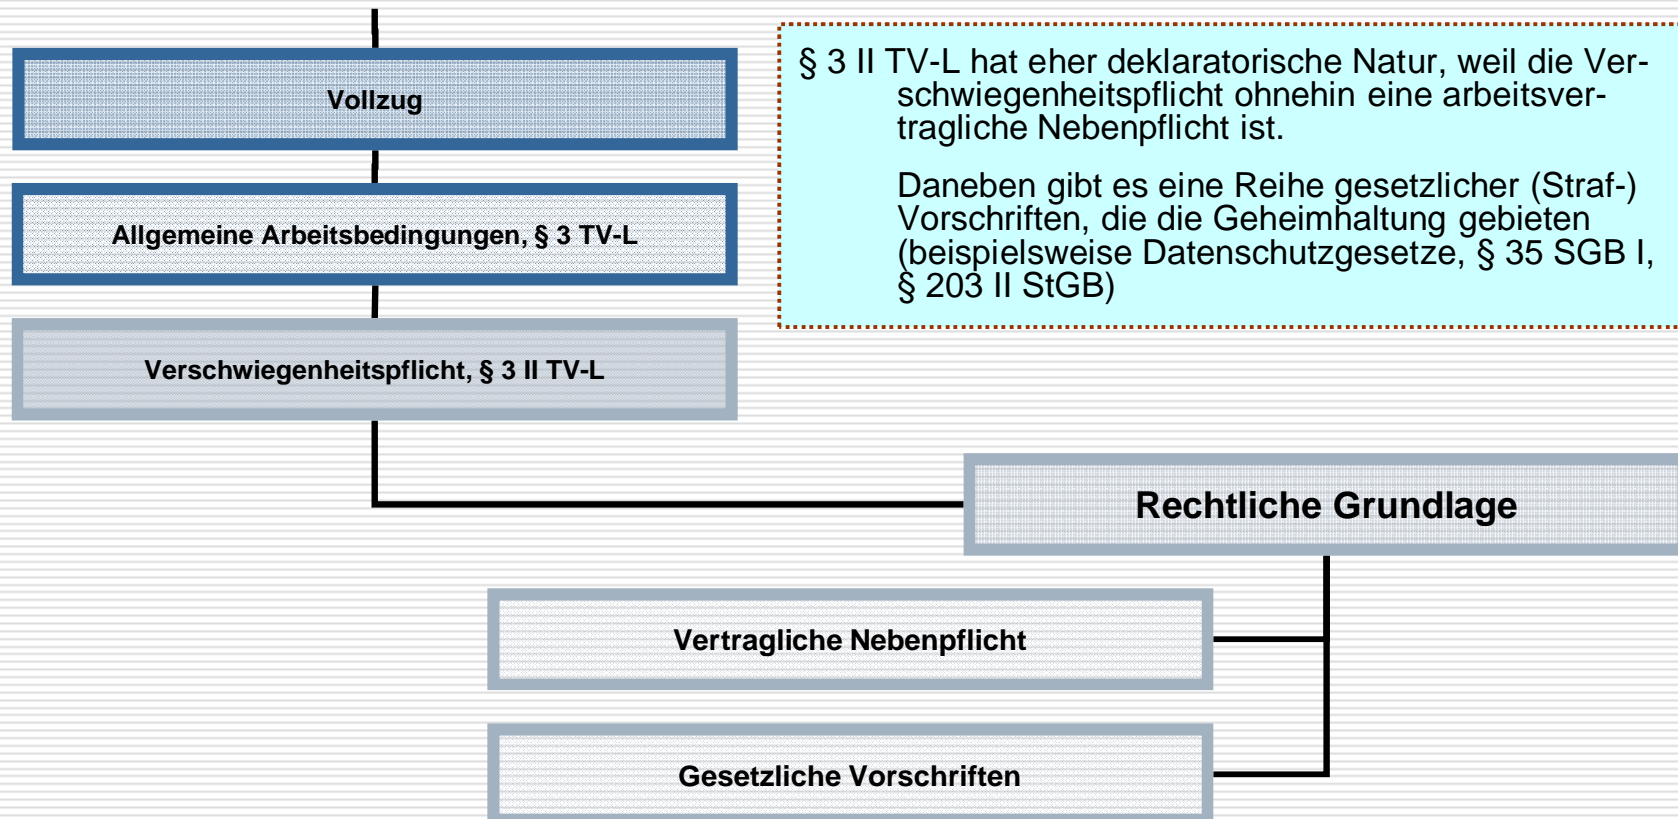 Vollzug
Allgemeine Arbeitsbedingungen, § 3 TV-L
Verschwiegenheitspflicht, § 3 II TV-L
§ 3 II TV-L hat eher deklaratorische Natur, weil die Ver-
schwiegenheitspflicht ohnehin eine arbeitsver-
tragliche Nebenpflicht ist.
Daneben gibt es eine Reihe gesetzlicher (Straf-)
Vorschriften, die die Geheimhaltung gebieten
(beispielsweise Datenschutzgesetze, § 35 SGB I,
§ 203 II StGB)
Rechtliche Grundlage
Vertragliche Nebenpflicht
Gesetzliche Vorschriften